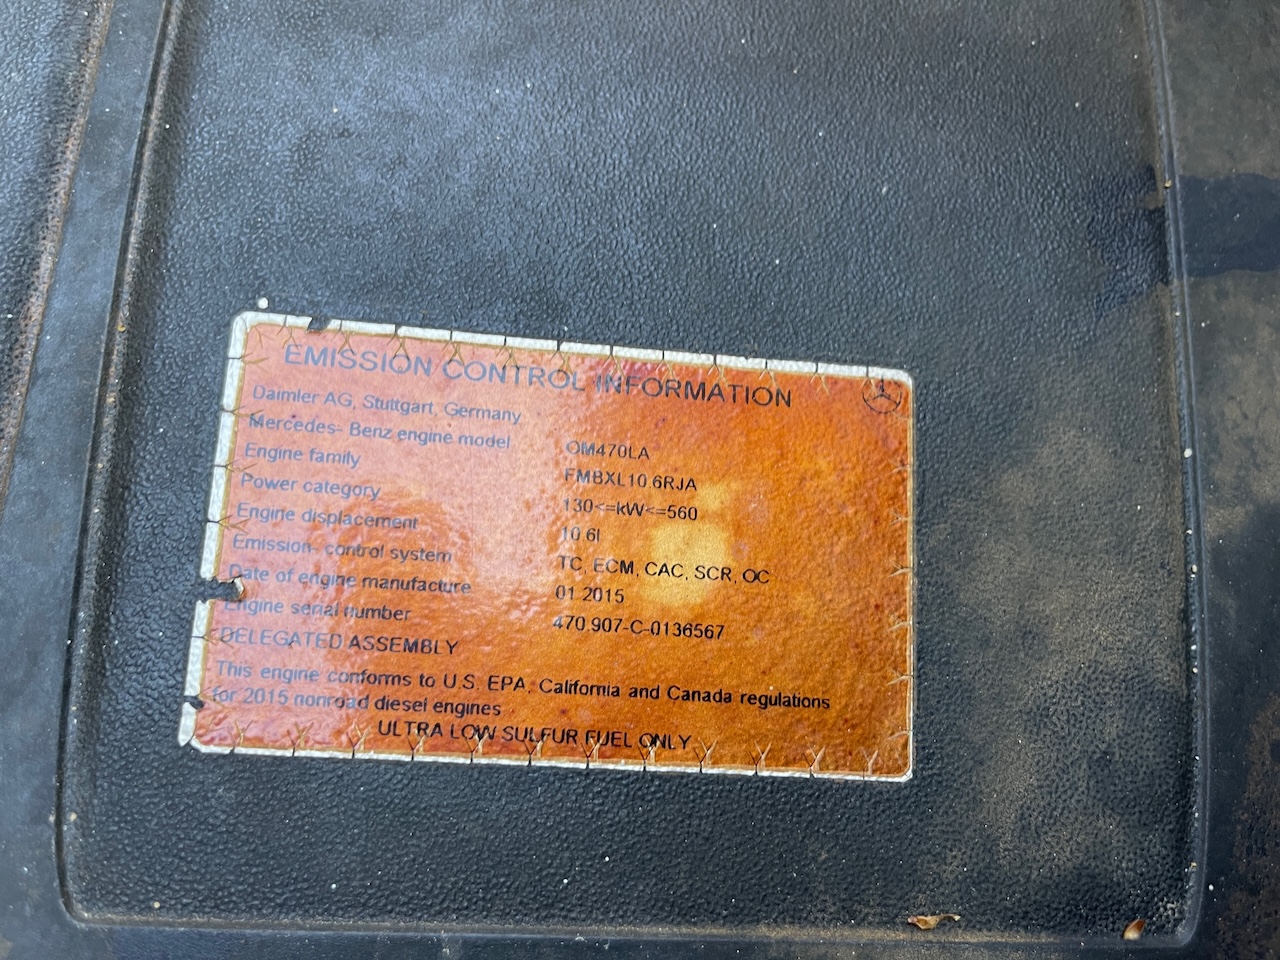 EMISSION CONTROL INFORMATION
Daimler AG, Stuttgart, Germany
Mercedes- Benz engine model OM470LA
Engine family FMBXL10.6RJA
Power category 130<=kW<=560
Engine displacement 10.6l
Emission- control system TC, ECM, CAC, SCR, OC
Date of engine manufacture 01.2015
Engine serial number 470.907-C-0136567
DELEGATED ASSEMBLY
This engine conforms to U.S. EPA, California and Canada regulations
for 2015 nonroad diesel engines
ULTRA LOW SULFUR FUEL ONLY